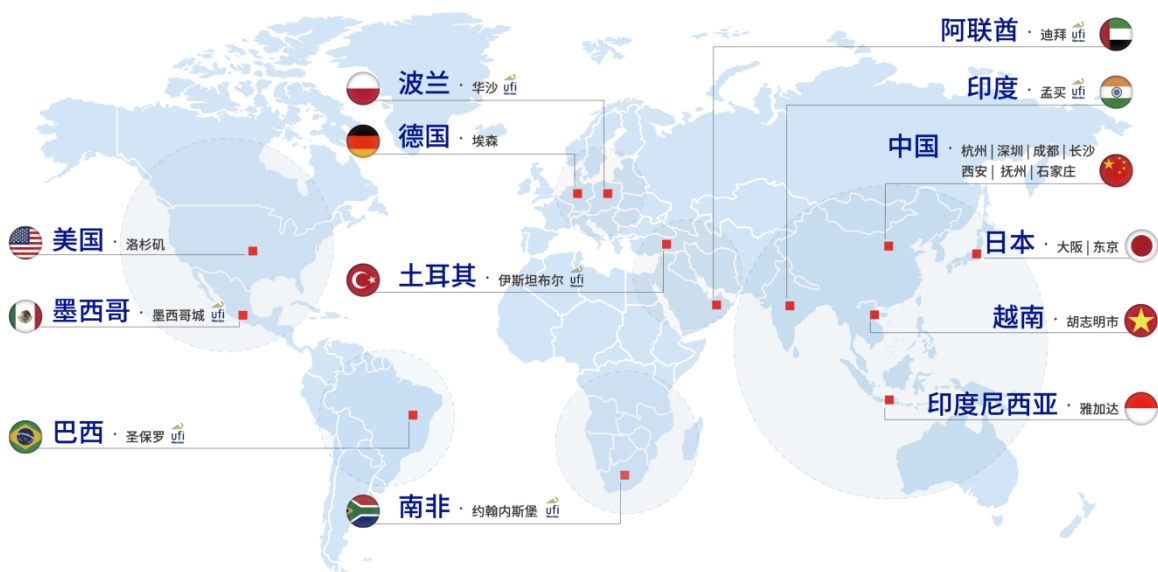 阿联酋 · 迪拜 ufi
波兰 · 华沙 ufi
印度 · 孟买 ufi
德国 · 埃森
中国 · 杭州 | 深圳 | 成都 | 长沙
西安 | 抚州 | 石家庄
美国 · 洛杉矶
日本 · 大阪 | 东京
土耳其 · 伊斯坦布尔 ufi
墨西哥 · 墨西哥城 ufi
越南 · 胡志明市
印度尼西亚 · 雅加达
巴西 · 圣保罗 ufi
南非 · 约翰内斯堡 ufi